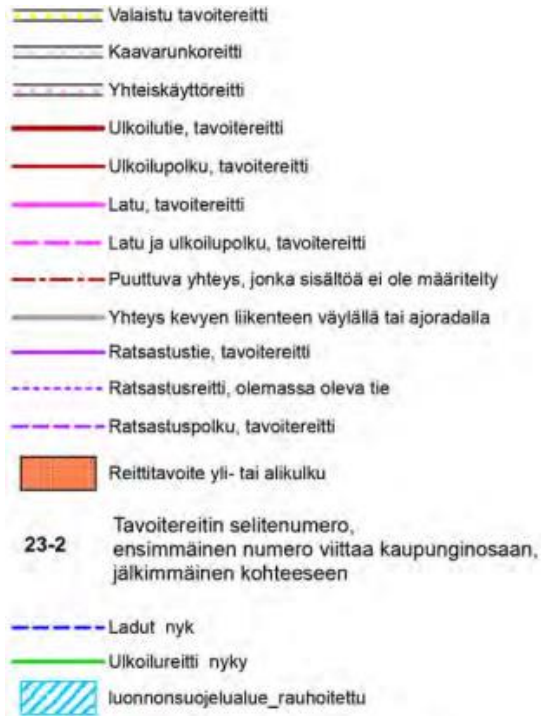 Valaistu tavoitereitti
Kaavarunkoreitti
Yhteiskäyttöreitti
Ulkoilutie, tavoitereitti
Ulkoilupolku, tavoitereitti
Latu, tavoitereitti
Latu ja ulkoilupolku, tavoitereitti
Puuttuva yhteys, jonka sisältöä ei ole määritelty
Yhteys kevyen liikenteen väylällä tai ajoradalla
Ratsastustie, tavoitereitti
Ratsastusreitti, olemassa oleva tie
Ratsastuspolku, tavoitereitti
Reittitavoite yli- tai alikulku
23-2
Tavoitereitin selitenumero,
ensimmäinen numero viittaa kaupunginosaan,
jälkimmäinen kohteeseen
Ladut nyk
Ulkoilureitti nyky
luonnonsuojelualue_rauhoitettu